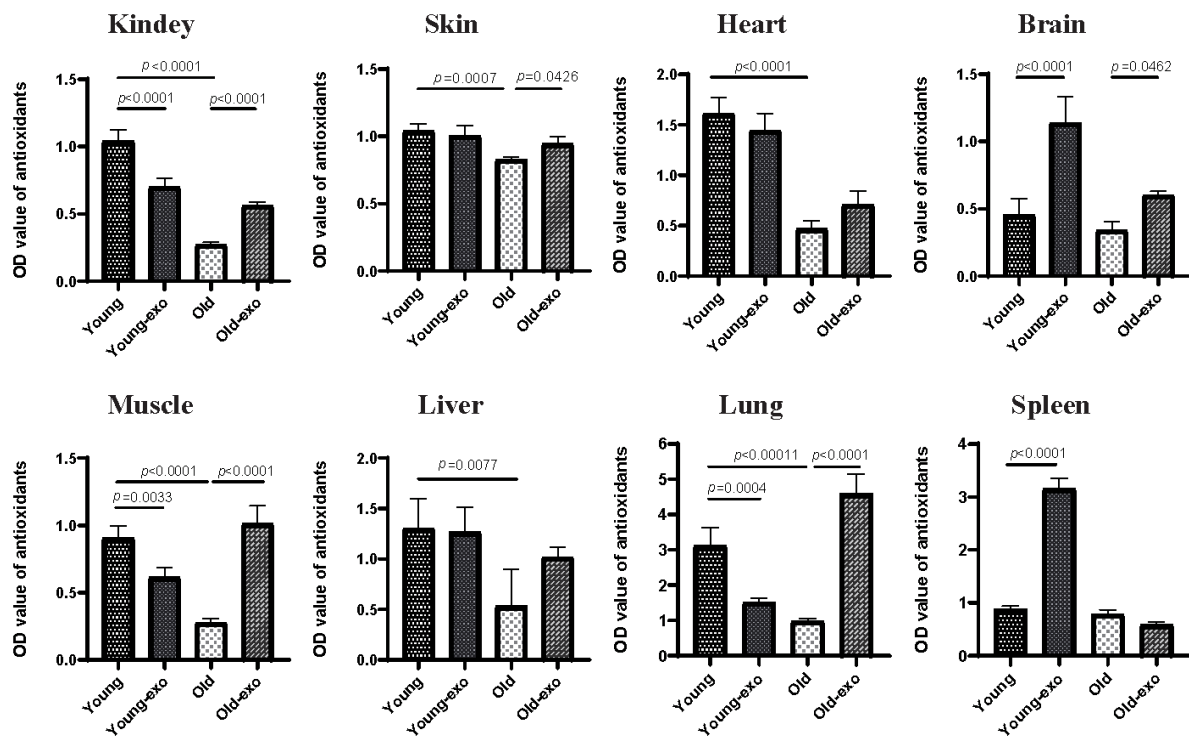 Kindey
OD value of antioxidants
1.5
1.0
0.5
0.0
p<0.0001
p<0.0001
p<0.0001
Young
Young-exo
Old
Old-exo
Skin
OD value of antioxidants
1.5
1.0
0.5
0.0
p=0.0007
p=0.0426
Young
Young-exo
Old
Old-exo
Heart
OD value of antioxidants
2.0
1.5
1.0
0.5
0.0
p<0.0001
Young
Young-exo
Old
Old-exo
Brain
OD value of antioxidants
1.5
1.0
0.5
0.0
p<0.0001
p=0.0462
Young
Young-exo
Old
Old-exo
Muscle
OD value of antioxidants
1.5
1.0
0.5
0.0
p<0.0001
p<0.0001
p=0.0033
Young
Young-exo
Old
Old-exo
Liver
OD value of antioxidants
2.0
1.5
1.0
0.5
0.0
p=0.0077
Young
Young-exo
Old
Old-exo
Lung
OD value of antioxidants
6
5
4
3
2
1
0
p<0.00011
p<0.0001
p=0.0004
Young
Young-exo
Old
Old-exo
Spleen
OD value of antioxidants
4
3
2
1
0
p<0.0001
Young
Young-exo
Old
Old-exo